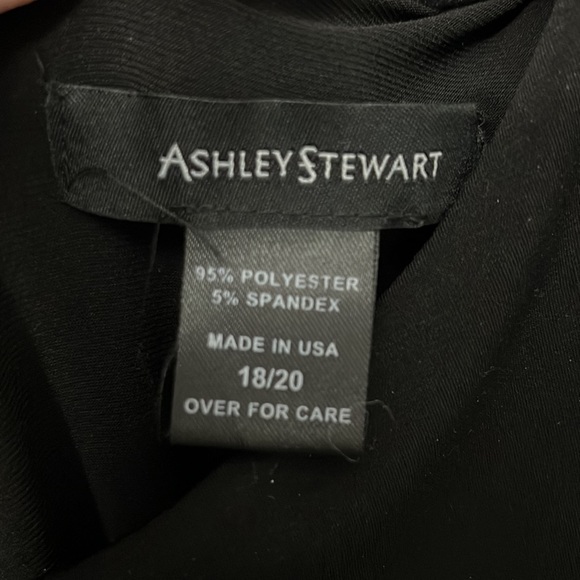 ASHLEY STEWART
95% POLYESTER
5% SPANDEX
MADE IN USA
18/20
OVER FOR CARE